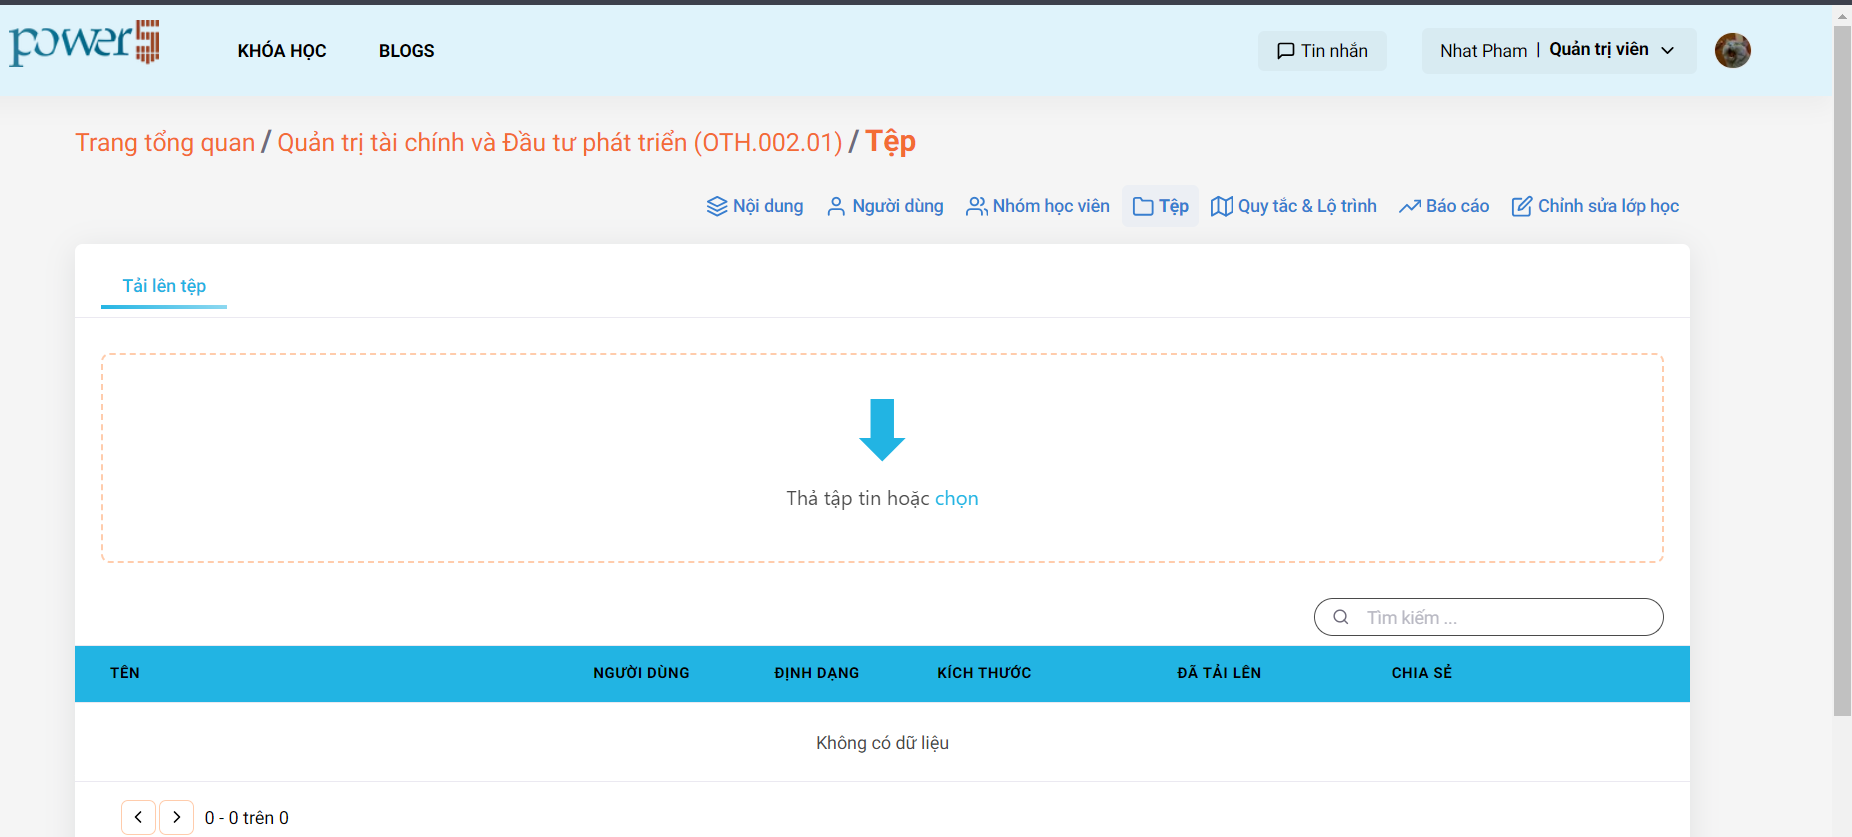 power5
KHÓA HỌC BLOGS Tin nhắn Nhat Pham | Quản trị viên
Trang tổng quan / Quản trị tài chính và Đầu tư phát triển (OTH.002.01) / Tệp
Nội dung Người dùng Nhóm học viên Tệp Quy tắc & Lộ trình Báo cáo Chỉnh sửa lớp học
Tải lên tệp
Thả tập tin hoặc chọn
Tìm kiếm ...
TÊN NGƯỜI DÙNG ĐỊNH DẠNG KÍCH THƯỚC ĐÃ TẢI LÊN CHIA SẺ
Không có dữ liệu
0 - 0 trên 0